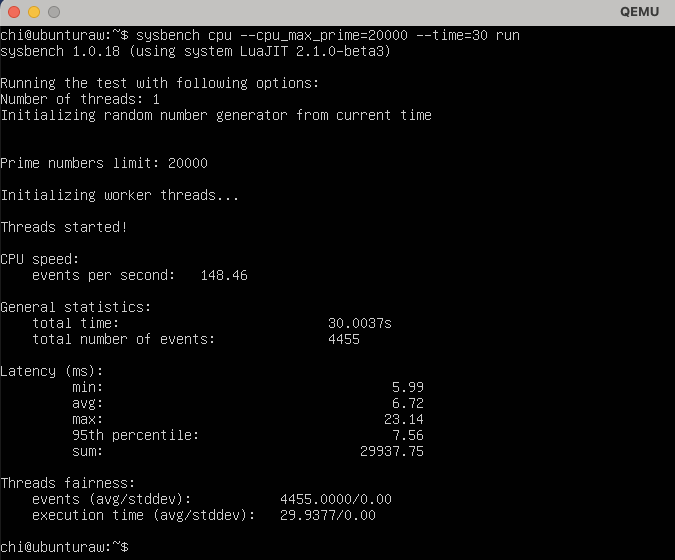 QEMU
chi@ubunturaw:~$ sysbench cpu --cpu_max_prime=20000 --time=30 run
sysbench 1.0.18 (using system LuaJIT 2.1.0-beta3)
Running the test with following options:
Number of threads: 1
Initializing random number generator from current time
Prime numbers limit: 20000
Initializing worker threads...
Threads started!
CPU speed:
events per second: 148.46
General statistics:
total time: 30.0037s
total number of events: 4455
Latency (ms):
min: 5.99
avg: 6.72
max: 23.14
95th percentile: 7.56
sum: 29937.75
Threads fairness:
events (avg/stddev): 4455.0000/0.00
execution time (avg/stddev): 29.9377/0.00
chi@ubunturaw:~$